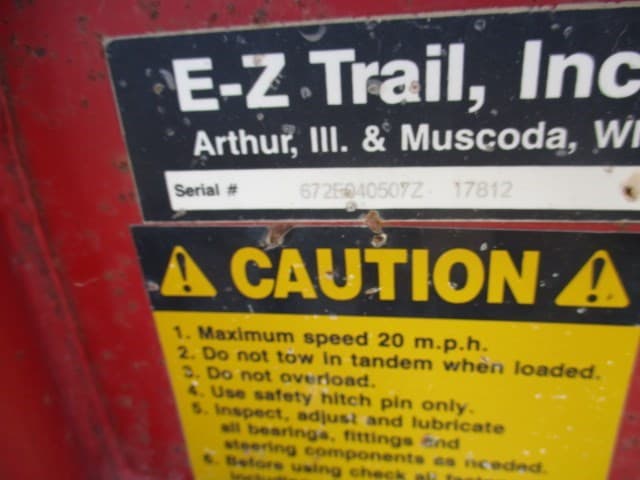 E-Z Trail, Inc
Arthur, Ill. & Muscoda, WI
Serial # 672E040507Z 17812
CAUTION
1. Maximum speed 20 m.p.h.
2. Do not tow in tandem when loaded.
3. Do not overload.
4. Use safety hitch pin only.
5. Inspect, adjust and lubricate
all bearings, fittings and
steering components as needed.
6. Before using check all